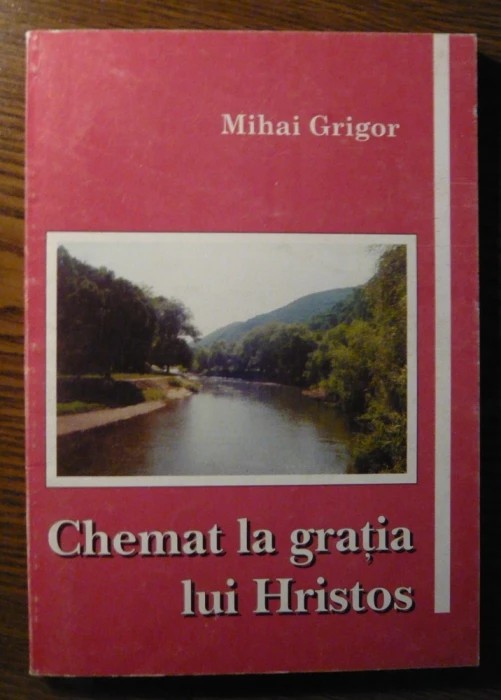 Mihai Grigor
Chemat la grația
lui Hristos